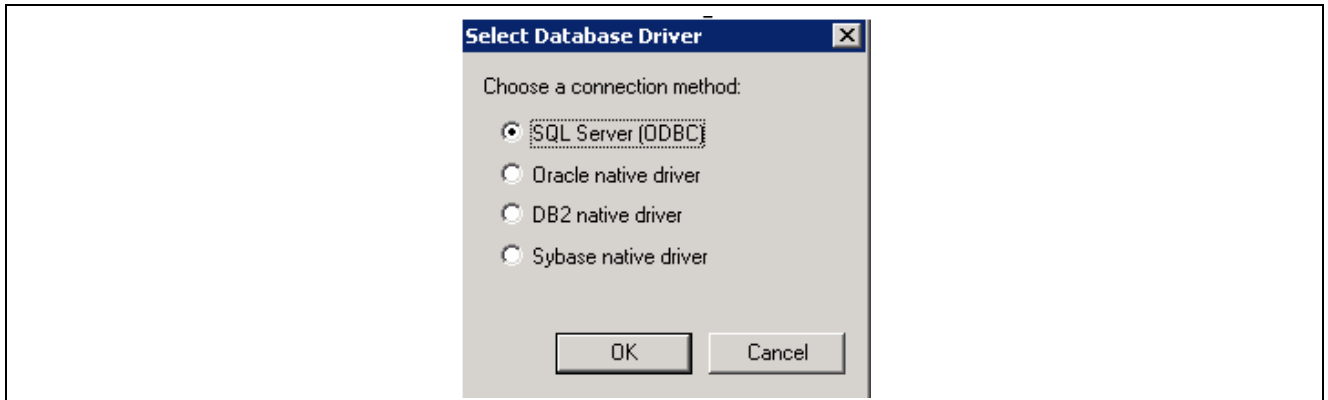 Select Database Driver
Choose a connection method:
SQL Server (ODBC)
Oracle native driver
DB2 native driver
Sybase native driver
OK Cancel